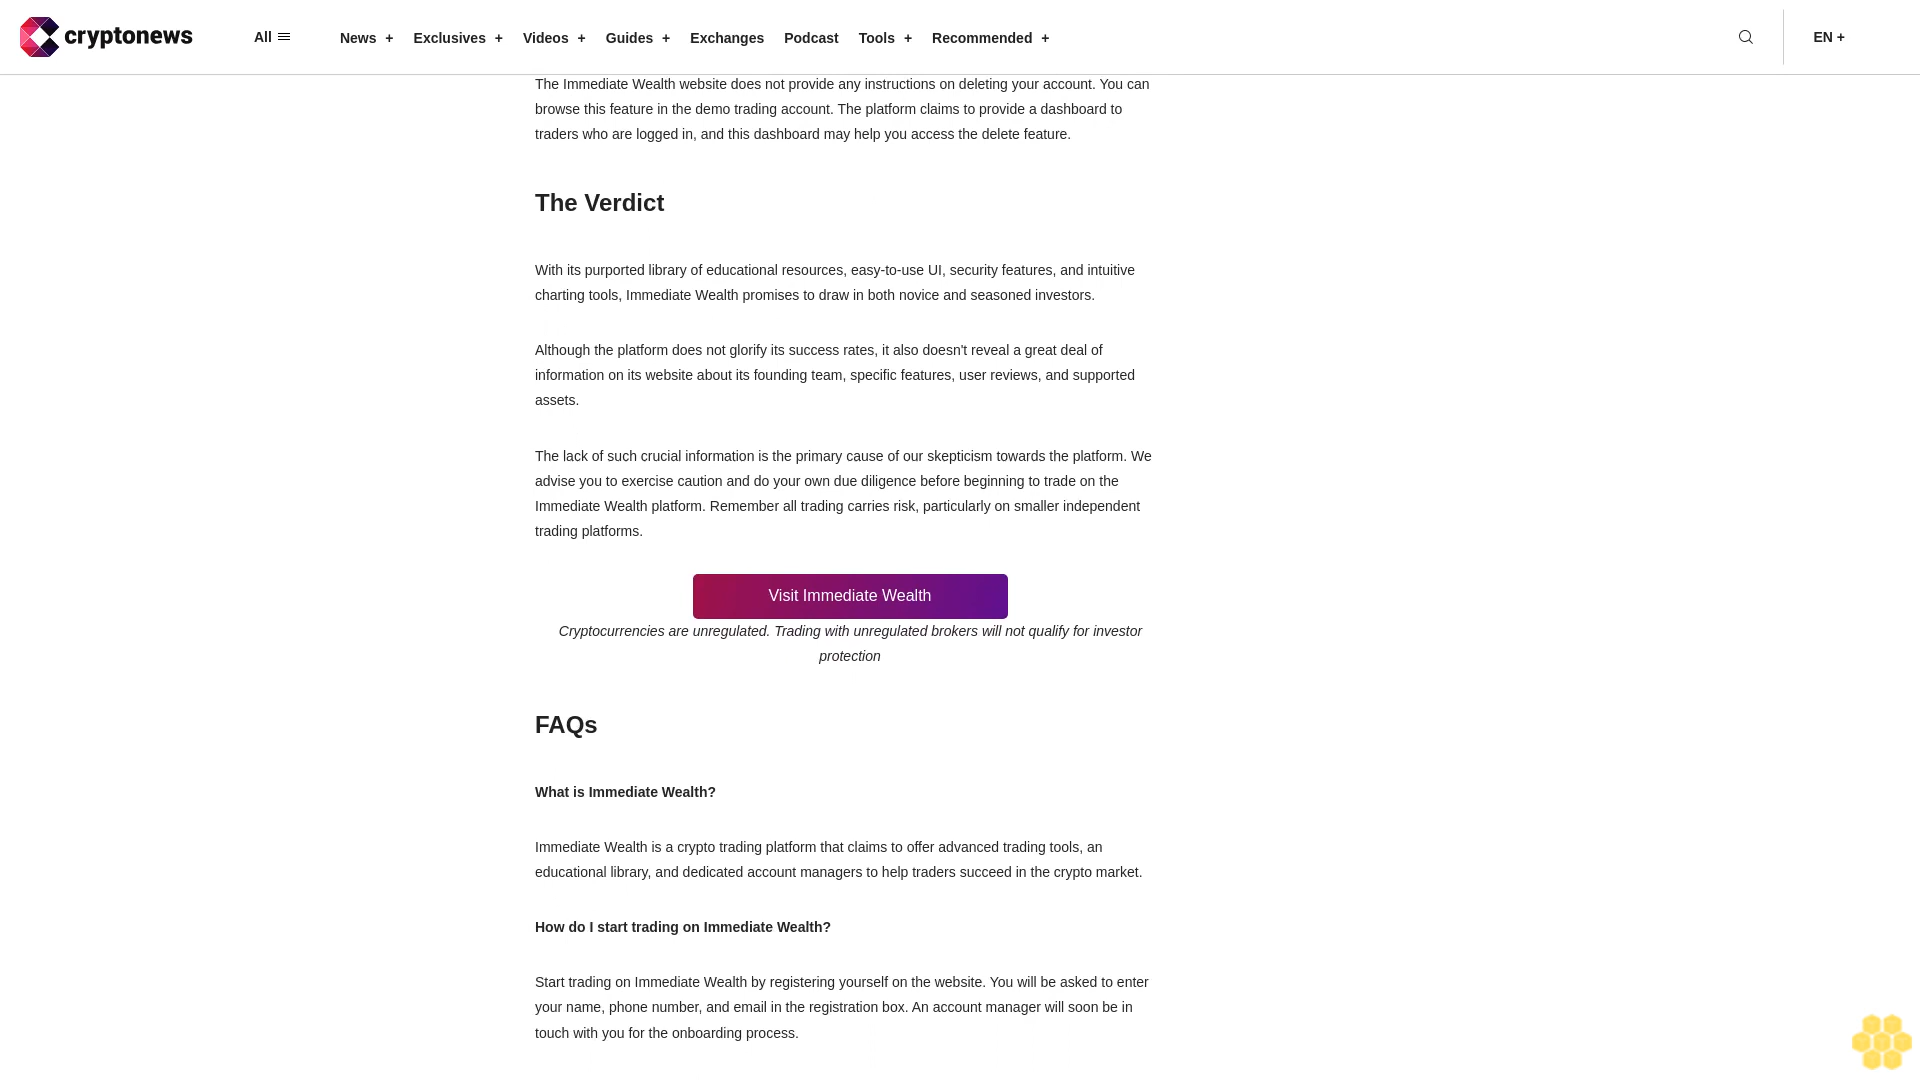 cryptonews
All
News +
Exclusives +
Videos +
Guides +
Exchanges
Podcast
Tools +
Recommended +
EN +
The Immediate Wealth website does not provide any instructions on deleting your account. You can
browse this feature in the demo trading account. The platform claims to provide a dashboard to
traders who are logged in, and this dashboard may help you access the delete feature.
The Verdict
With its purported library of educational resources, easy-to-use UI, security features, and intuitive
charting tools, Immediate Wealth promises to draw in both novice and seasoned investors.
Although the platform does not glorify its success rates, it also doesn't reveal a great deal of
information on its website about its founding team, specific features, user reviews, and supported
assets.
The lack of such crucial information is the primary cause of our skepticism towards the platform. We
advise you to exercise caution and do your own due diligence before beginning to trade on the
Immediate Wealth platform. Remember all trading carries risk, particularly on smaller independent
trading platforms.
Visit Immediate Wealth
Cryptocurrencies are unregulated. Trading with unregulated brokers will not qualify for investor
protection
FAQs
What is Immediate Wealth?
Immediate Wealth is a crypto trading platform that claims to offer advanced trading tools, an
educational library, and dedicated account managers to help traders succeed in the crypto market.
How do I start trading on Immediate Wealth?
Start trading on Immediate Wealth by registering yourself on the website. You will be asked to enter
your name, phone number, and email in the registration box. An account manager will soon be in
touch with you for the onboarding process.